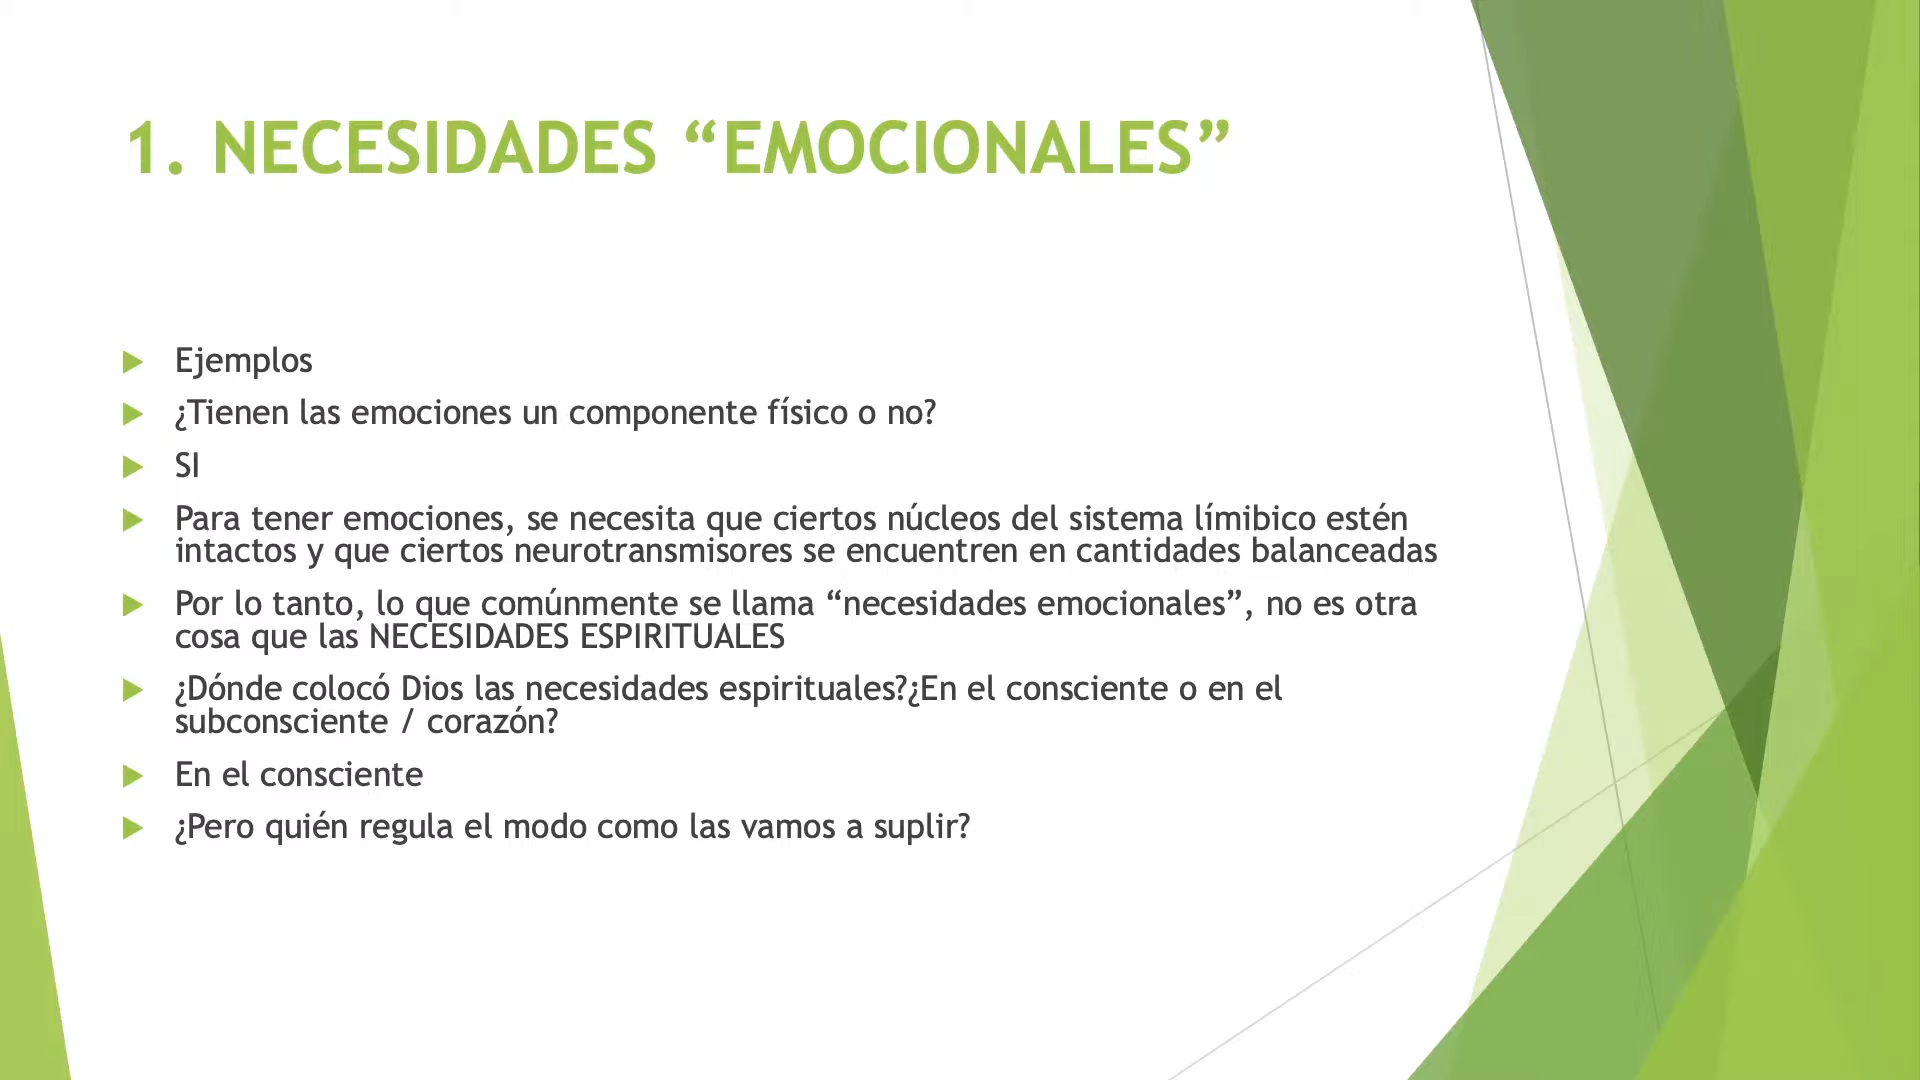 1. NECESIDADES “EMOCIONALES”
Ejemplos
¿Tienen las emociones un componente físico o no?
SI
Para tener emociones, se necesita que ciertos núcleos del sistema límibico estén
intactos y que ciertos neurotransmisores se encuentren en cantidades balanceadas
Por lo tanto, lo que comúnmente se llama “necesidades emocionales”, no es otra
cosa que las NECESIDADES ESPIRITUALES
¿Dónde colocó Dios las necesidades espirituales?¿En el consciente o en el
subconsciente / corazón?
En el consciente
¿Pero quién regula el modo como las vamos a suplir?